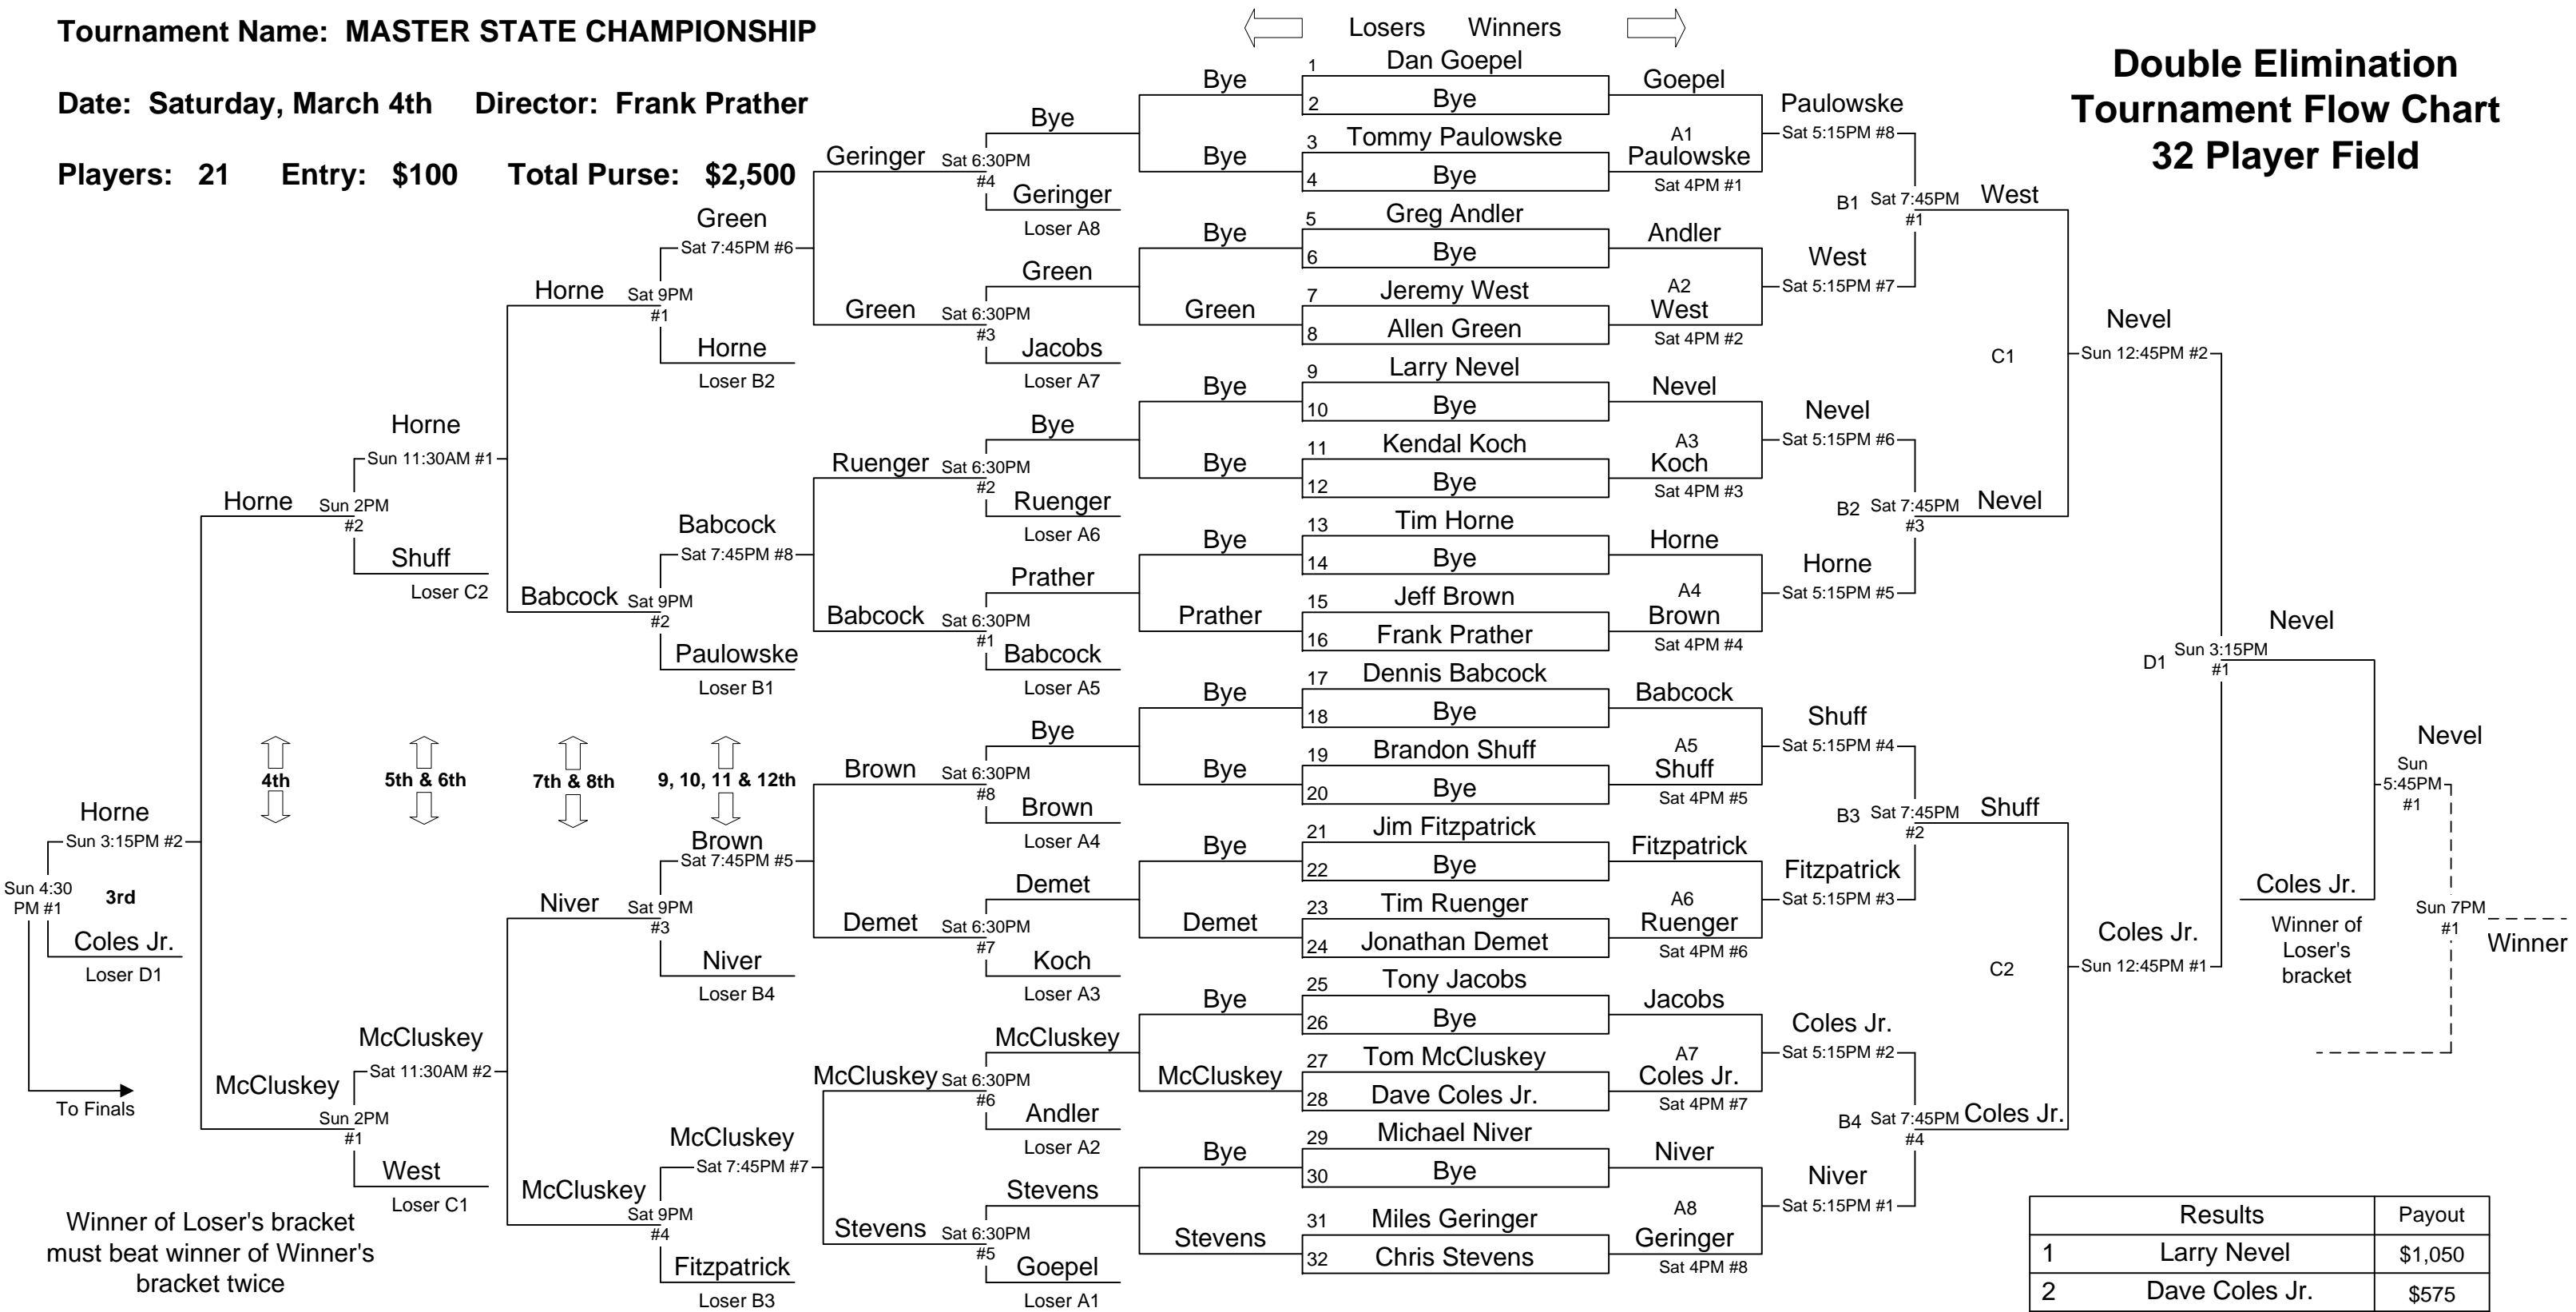 Tournament Name: MASTER STATE CHAMPIONSHIP
Date: Saturday, March 4th Director: Frank Prather
Players: 21 Entry: $100 Total Purse: $2,500
Losers Winners
Double Elimination
Tournament Flow Chart
32 Player Field
1 Dan Goepel
2 Bye
3 Tommy Paulowske
4 Bye
5 Greg Andler
6 Bye
7 Jeremy West
8 Allen Green
9 Larry Nevel
10 Bye
11 Kendal Koch
12 Bye
13 Tim Horne
14 Bye
15 Jeff Brown
16 Frank Prather
17 Dennis Babcock
18 Bye
19 Brandon Shuff
20 Bye
21 Jim Fitzpatrick
22 Bye
23 Tim Ruenger
24 Jonathan Demet
25 Tony Jacobs
26 Bye
27 Tom McCluskey
28 Dave Coles Jr.
29 Michael Niver
30 Bye
31 Miles Geringer
32 Chris Stevens
Goepel
A1
Paulowske
Sat 4PM #1
Andler
A2
West
Sat 4PM #2
Nevel
A3
Koch
Sat 4PM #3
Horne
A4
Brown
Sat 4PM #4
Babcock
A5
Shuff
Sat 4PM #5
Fitzpatrick
A6
Ruenger
Sat 4PM #6
Jacobs
A7
Coles Jr.
Sat 4PM #7
Niver
A8
Geringer
Sat 4PM #8
Paulowske
Sat 5:15PM #8
B1 Sat 7:45PM
#1
West
Sat 5:15PM #7
Nevel
Sat 5:15PM #6
B2 Sat 7:45PM
#3
Horne
Sat 5:15PM #5
Shuff
Sat 5:15PM #4
B3 Sat 7:45PM
#2
Fitzpatrick
Sat 5:15PM #3
Coles Jr.
Sat 5:15PM #2
B4 Sat 7:45PM
#4
Niver
Sat 5:15PM #1
West
C1
Nevel
Shuff
C2
Coles Jr.
Nevel
Sun 12:45PM #2
D1 Sun 3:15PM
#1
Coles Jr.
Sun 12:45PM #1
Nevel
Coles Jr.
Winner of
Loser's
bracket
Nevel
Sun
5:45PM
#1
Sun 7PM
#1
Winner
Bye
Bye
Bye
Green
Bye
Bye
Bye
Prather
Bye
Bye
Bye
Demet
Bye
McCluskey
Bye
Stevens
Bye
Sat 6:30PM
#4
Geringer
Loser A8
Green
Sat 6:30PM
#3
Jacobs
Loser A7
Bye
Sat 6:30PM
#2
Ruenger
Loser A6
Prather
Sat 6:30PM
#1
Babcock
Loser A5
Bye
Sat 6:30PM
#8
Brown
Loser A4
Demet
Sat 6:30PM
#7
Koch
Loser A3
McCluskey
Sat 6:30PM
#6
Andler
Loser A2
Stevens
Sat 6:30PM
#5
Goepel
Loser A1
Geringer
Green
Ruenger
Babcock
Brown
Demet
McCluskey
Stevens
Green
Sat 7:45PM #6
Sat 9PM
#1
Horne
Loser B2
Babcock
Sat 7:45PM #8
Sat 9PM
#2
Paulowske
Loser B1
9, 10, 11 & 12th
Brown
Sat 7:45PM #5
Sat 9PM
#3
Niver
Loser B4
McCluskey
Sat 7:45PM #7
Sat 9PM
#4
Fitzpatrick
Loser B3
Horne
Babcock
7th & 8th
Niver
McCluskey
Horne
Sun 11:30AM #1
Sun 2PM
#2
Shuff
Loser C2
5th & 6th
McCluskey
Sat 11:30AM #2
Sun 2PM
#1
West
Loser C1
Horne
4th
McCluskey
Horne
Sun 3:15PM #2
Sun 4:30
PM #1
3rd
Coles Jr.
Loser D1
To Finals
Winner of Loser's bracket
must beat winner of Winner's
bracket twice
Results Payout
1 Larry Nevel $1,050
2 Dave Coles Jr. $575